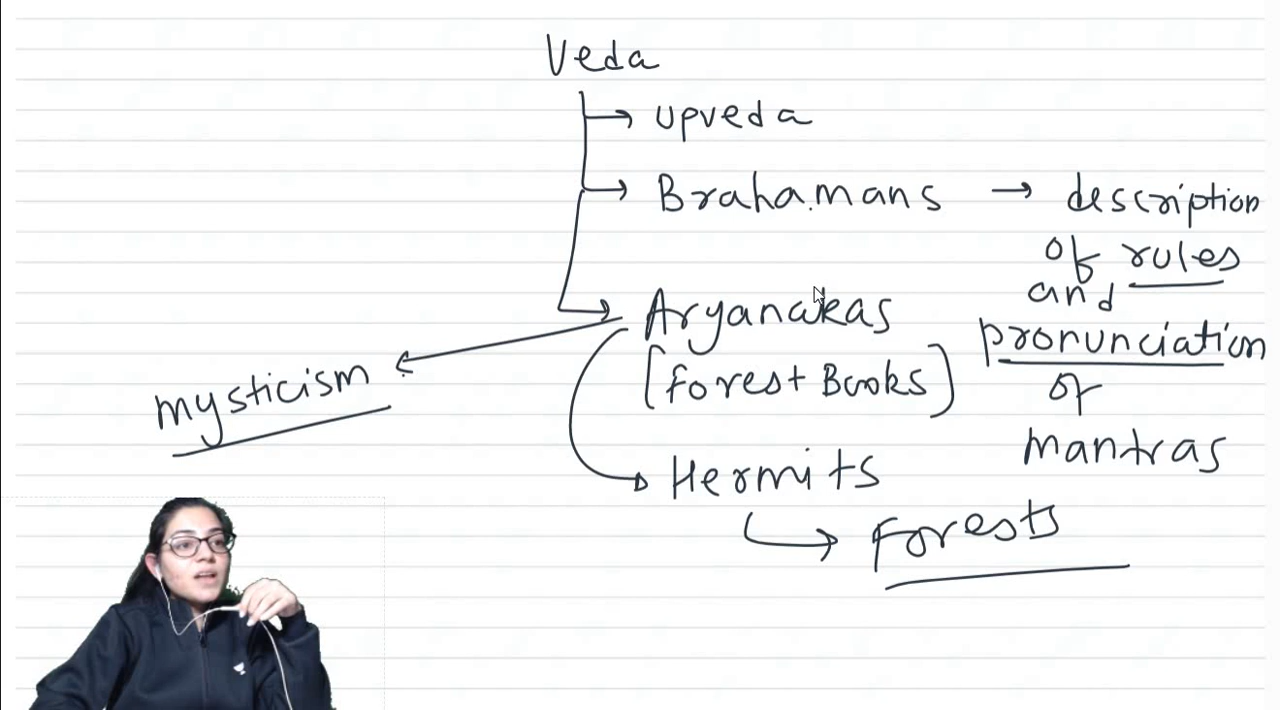 Veda
→ upveda
→ Brahamans → description
of rules
and
pronunciation
of
mantras
→ Aryanakas
[Forest Books]
mysticism
→ Hermits
→ Forests